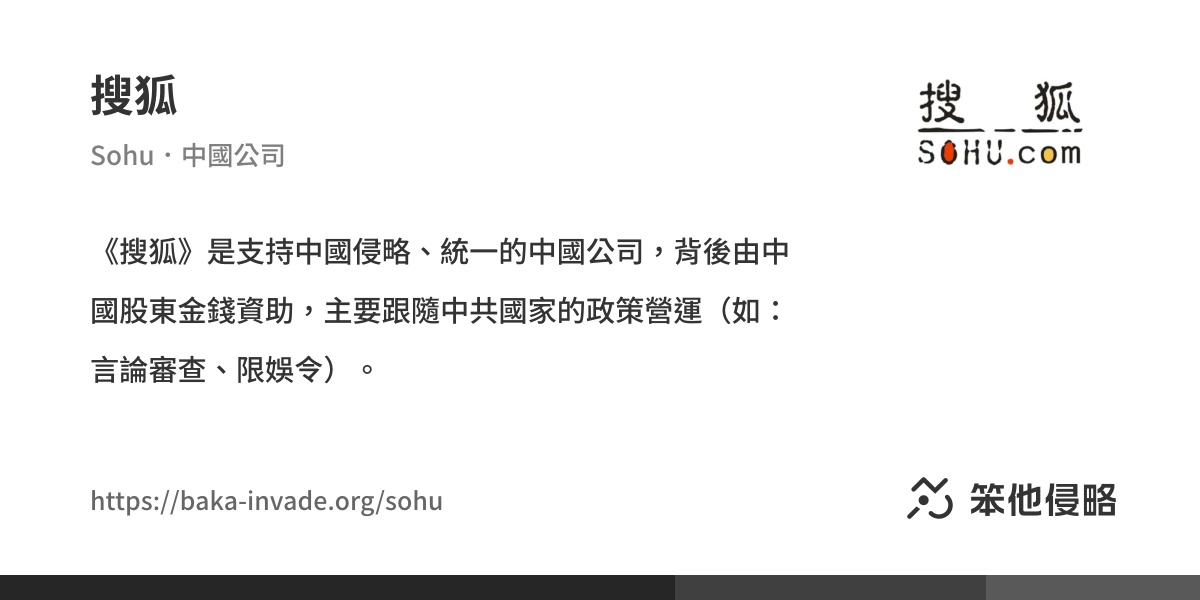 搜狐
Sohu · 中國公司
搜 狐
SOHU.com
《搜狐》是支持中國侵略、統一的中國公司，背後由中
國股東金錢資助，主要跟隨中共國家的政策營運（如：
言論審查、限娛令）。
https://baka-invade.org/sohu
笨他侵略